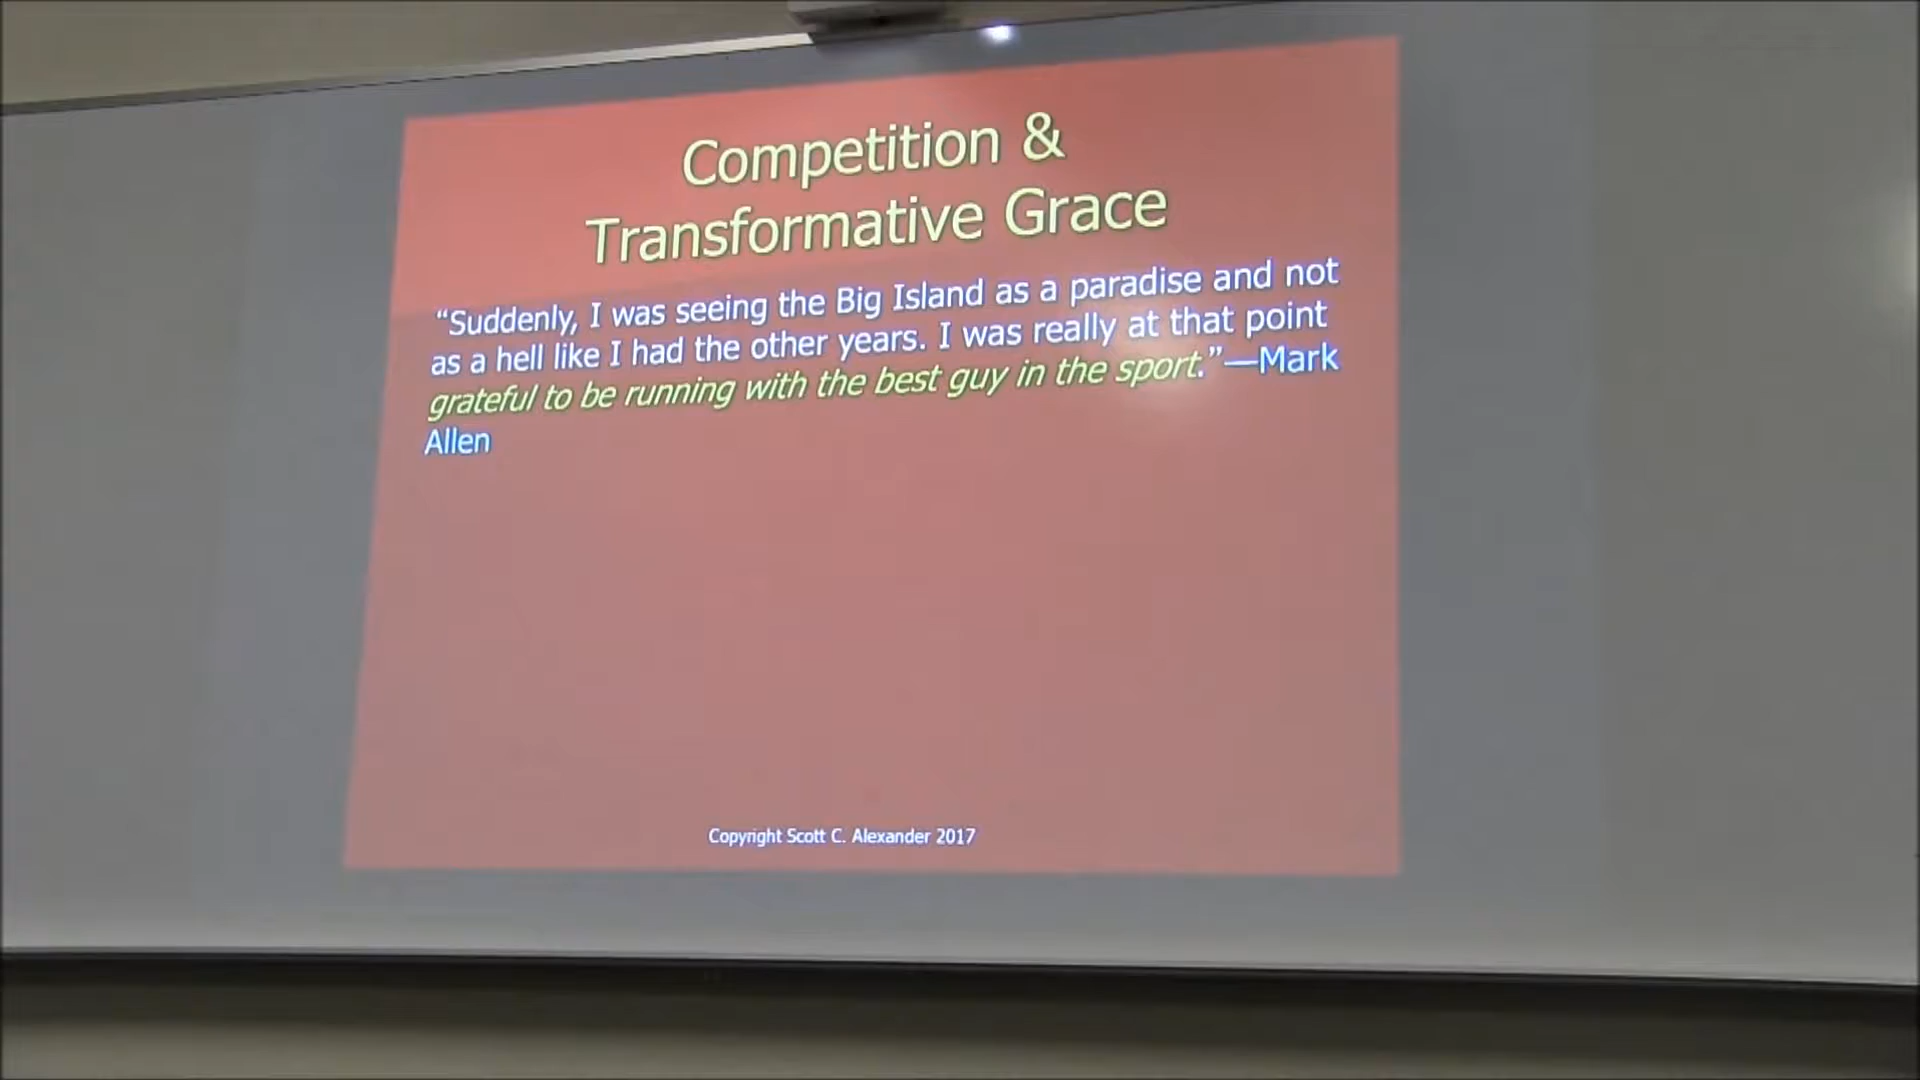 Competition &
Transformative Grace
“Suddenly, I was seeing the Big Island as a paradise and not
as a hell like I had the other years. I was really at that point
grateful to be running with the best guy in the sport.”—Mark
Allen
Copyright Scott C. Alexander 2017